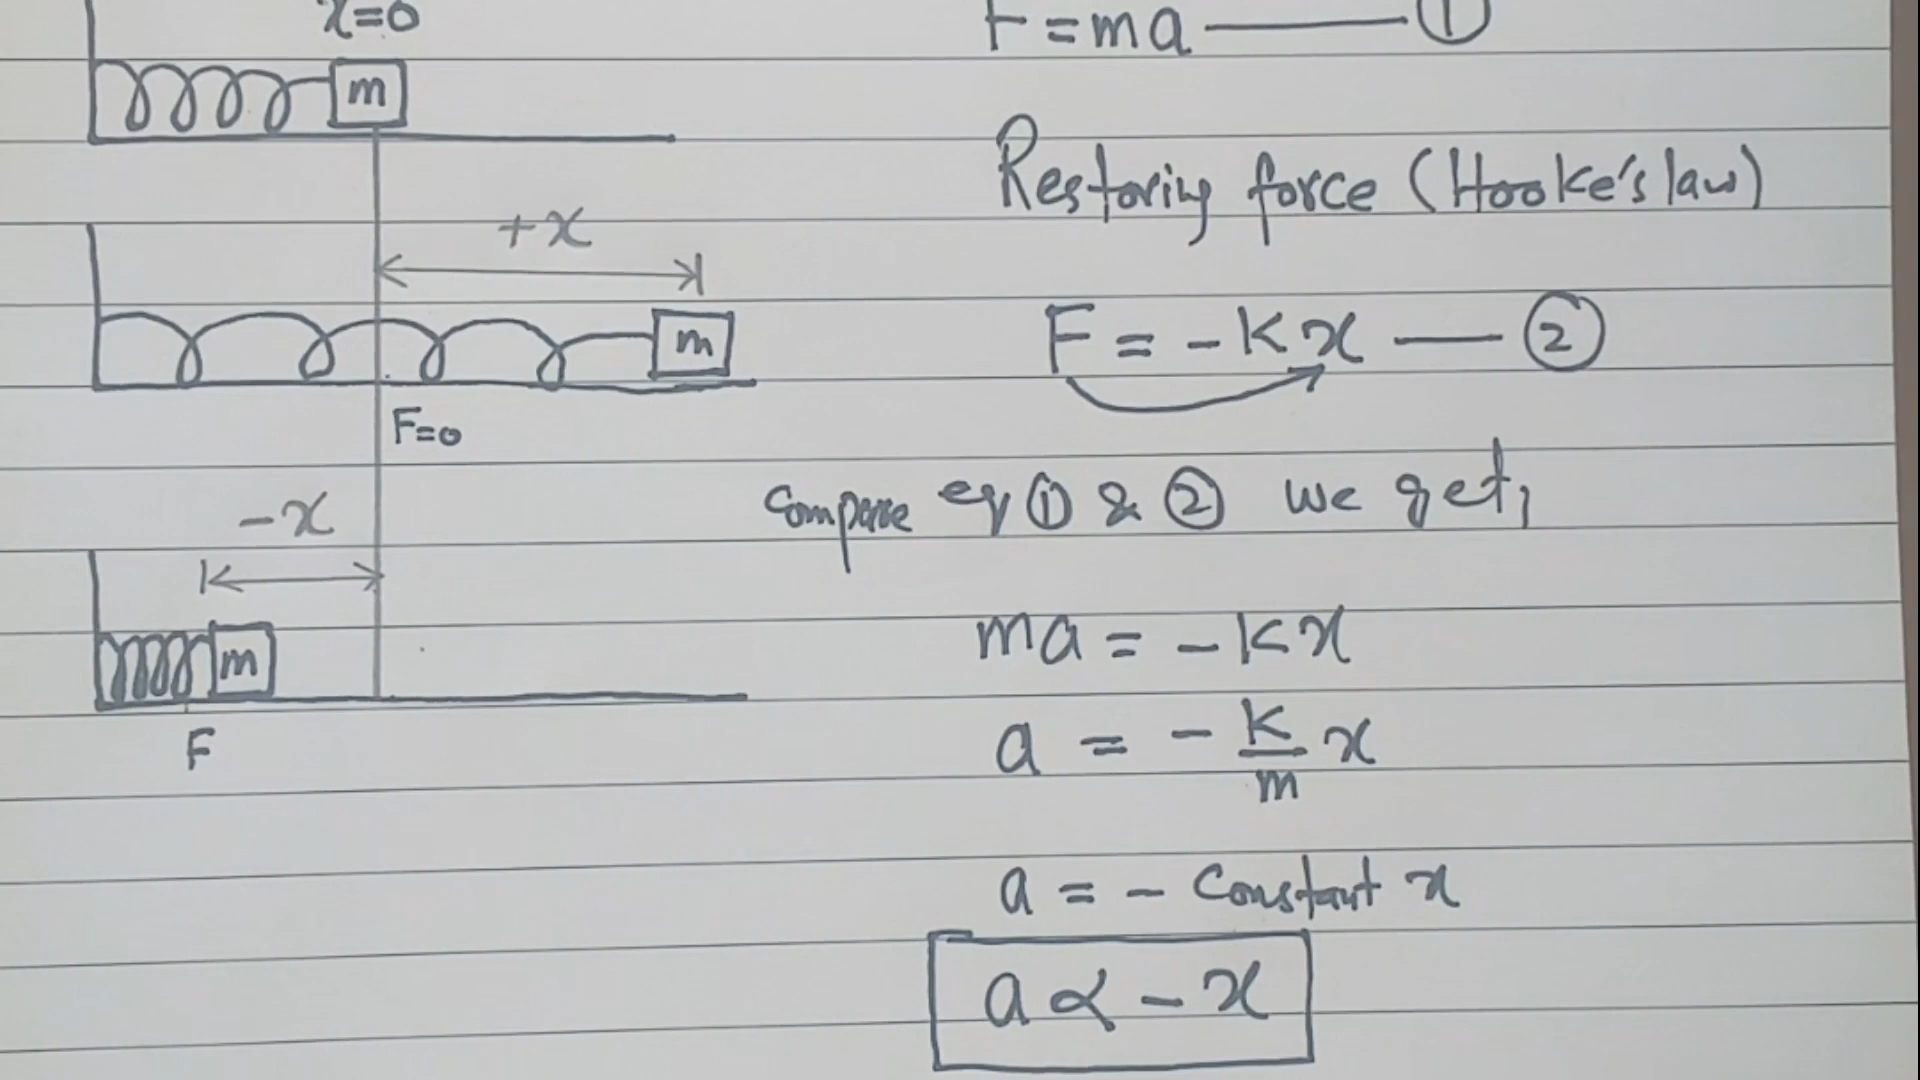 x=0
m
F=ma ——— ①
Restoring force (Hooke's law)
+x
m
F = -Kx —— ②
F=0
Compare eq ① & ② we get,
-x
m
ma = -Kx
F
a = - K/m x
a = - Constant x
a ∝ - x